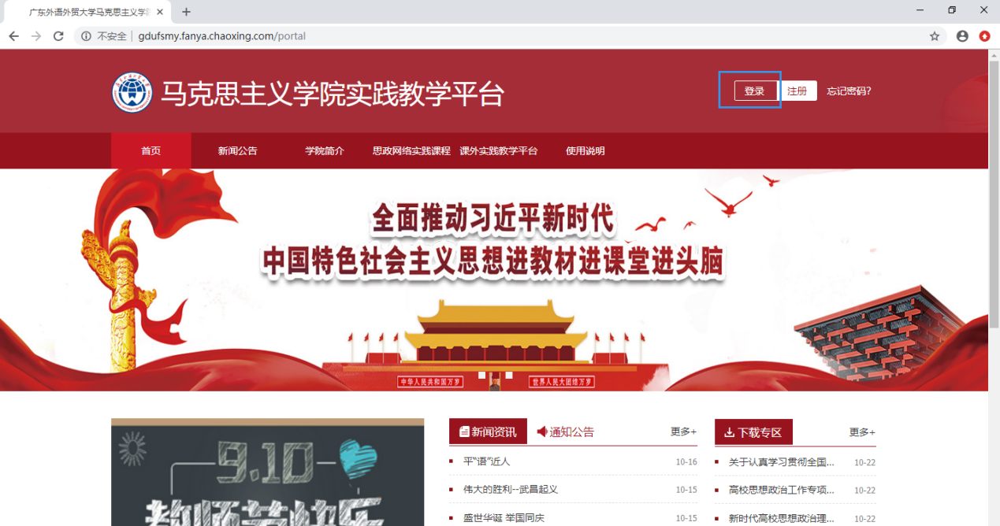 广东外语外贸大学马克思主义学院
不安全 | gdufsmy.fanya.chaoxing.com/portal
马克思主义学院实践教学平台
登录 注册 忘记密码?
首页 新闻公告 学院简介 思政网络实践课程 课外实践教学平台 使用说明
全面推动习近平新时代
中国特色社会主义思想进教材进课堂进头脑
中华人民共和国万岁 世界人民大团结万岁
新闻资讯 通知公告 更多+
平“语”近人 10-16
伟大的胜利--武昌起义 10-15
盛世华诞 举国同庆 10-15
下载专区 更多+
关于认真学习贯彻全国... 10-22
高校思想政治工作专项... 10-22
新时代高校思想政治理... 10-22
9.10
教师节快乐